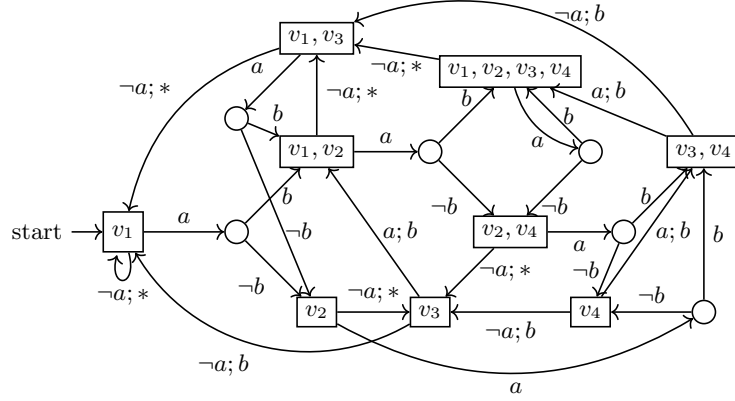 ¬a; b
v₁, v₃
a
¬a; ∗
v₁, v₂, v₃, v₄
¬a; ∗
¬a; ∗
b
b
a; b
b
a
v₁, v₂
a
v₃, v₄
b
¬b
¬b
b
start
v₁
a
¬b
a; b
v₂, v₄
a
a; b
b
¬a; ∗
¬b
¬a; ∗
¬b
¬b
v₂
¬a; ∗
v₃
¬a; b
v₄
¬a; b
a